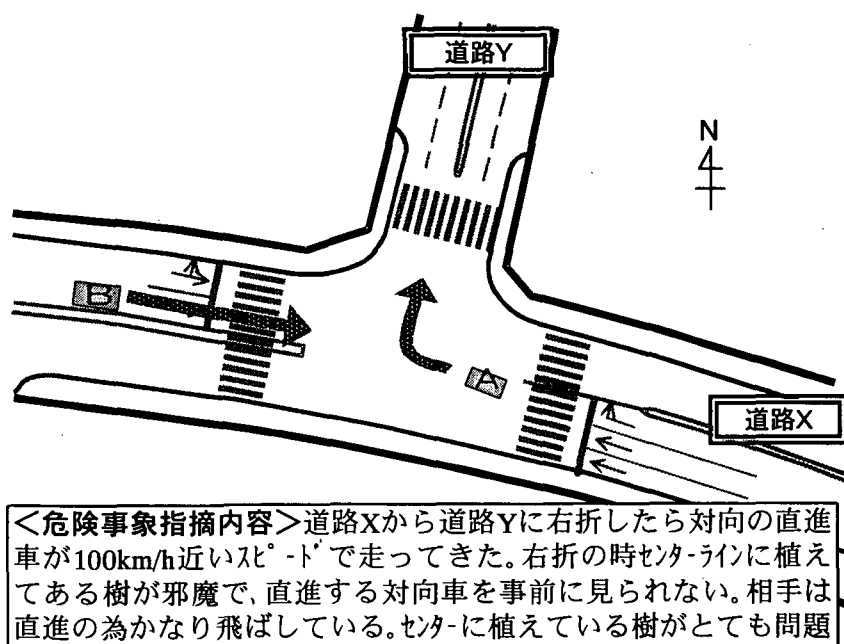 道路Y
N
B
A
道路X
<危険事象指摘内容>道路Xから道路Yに右折したら対向の直進
車が100km/h近いスピードで走ってきた。右折の時センターラインに植え
てある樹が邪魔で、直進する対向車を事前に見られない。相手は
直進の為かなり飛ばしている。センターに植えている樹がとても問題